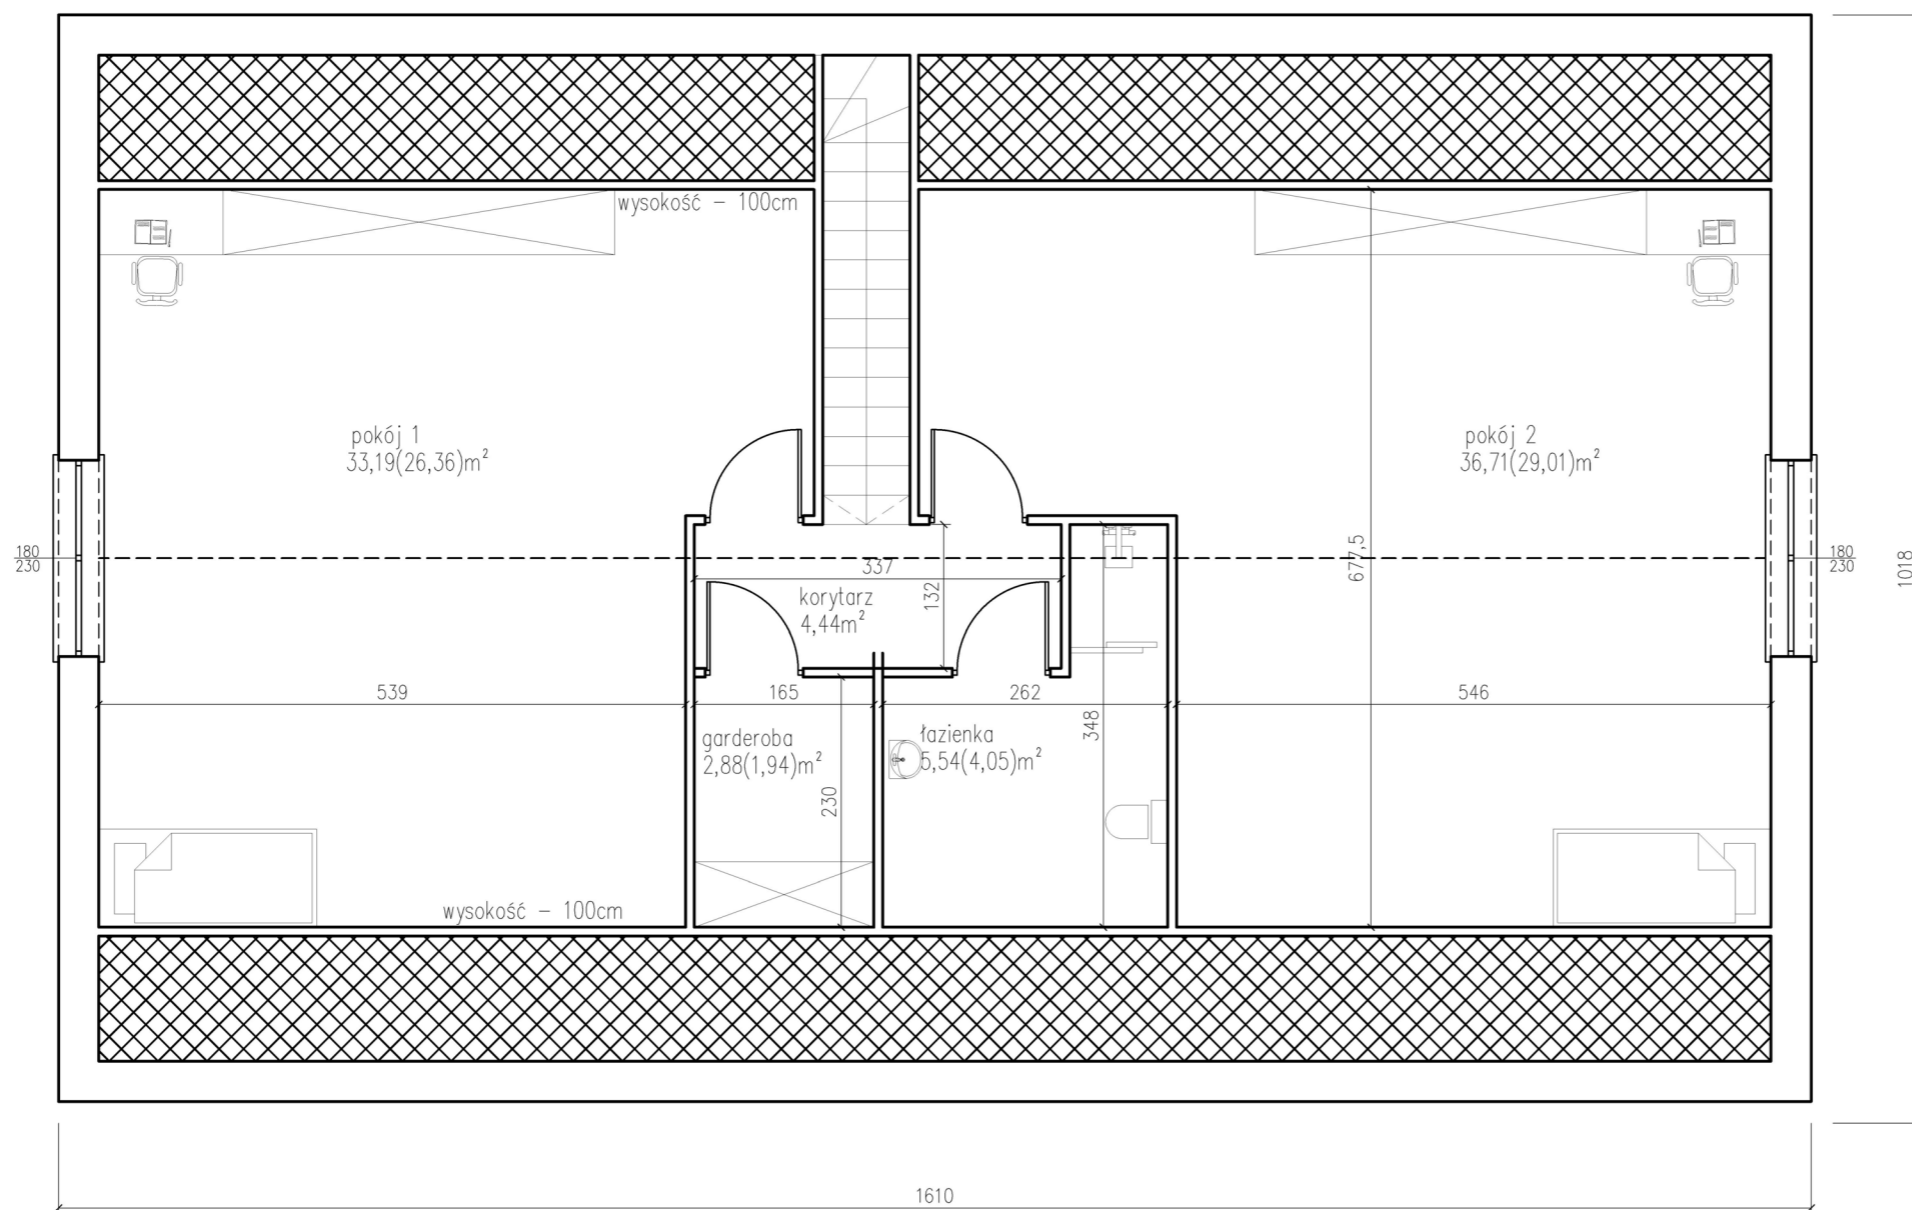 wysokość – 100cm
pokój 1
33,19(26,36)m²
pokój 2
36,71(29,01)m²
180
230
337
132
677,5
180
230
1018
korytarz
4,44m²
539
165
262
546
348
garderoba
2,88(1,94)m²
łazienka
5,54(4,05)m²
230
wysokość – 100cm
1610